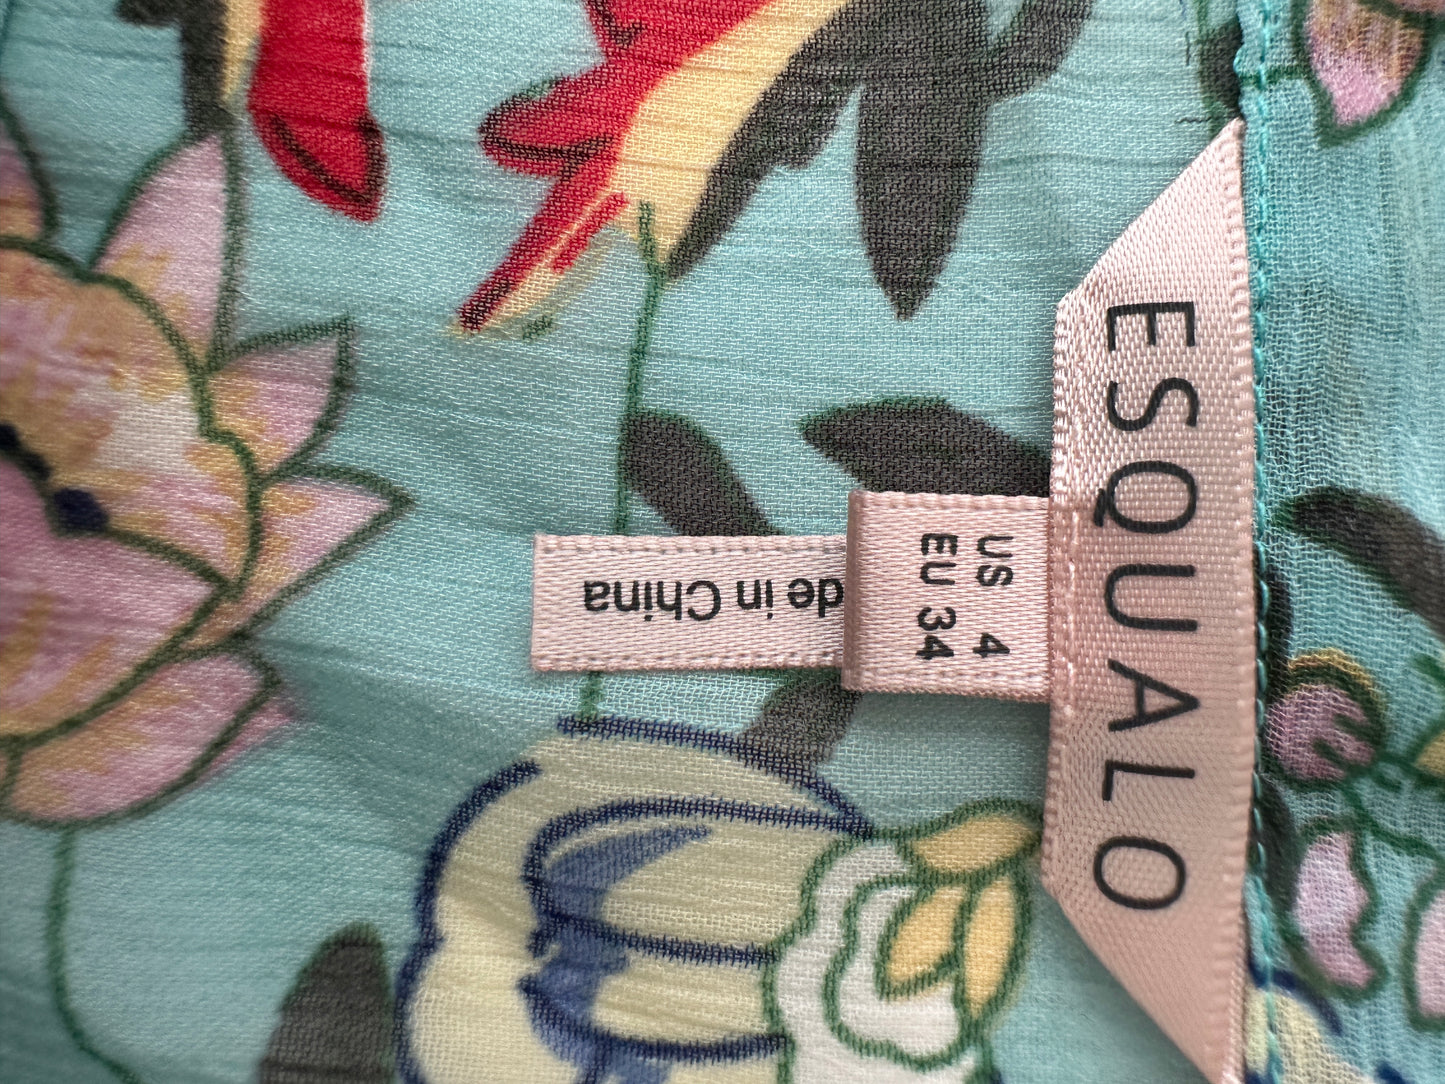 ESQUALO
US 4
EU 34
de in China